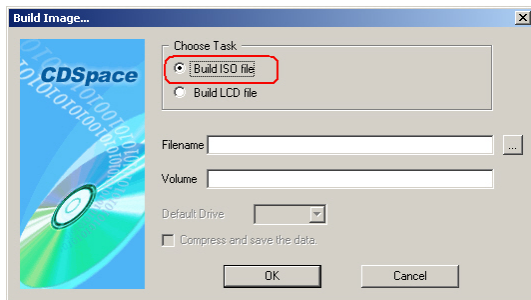 Build Image...
CDSpace
Choose Task
Build ISO file
Build LCD file
Filename
...
Volume
Default Drive
Compress and save the data.
OK
Cancel